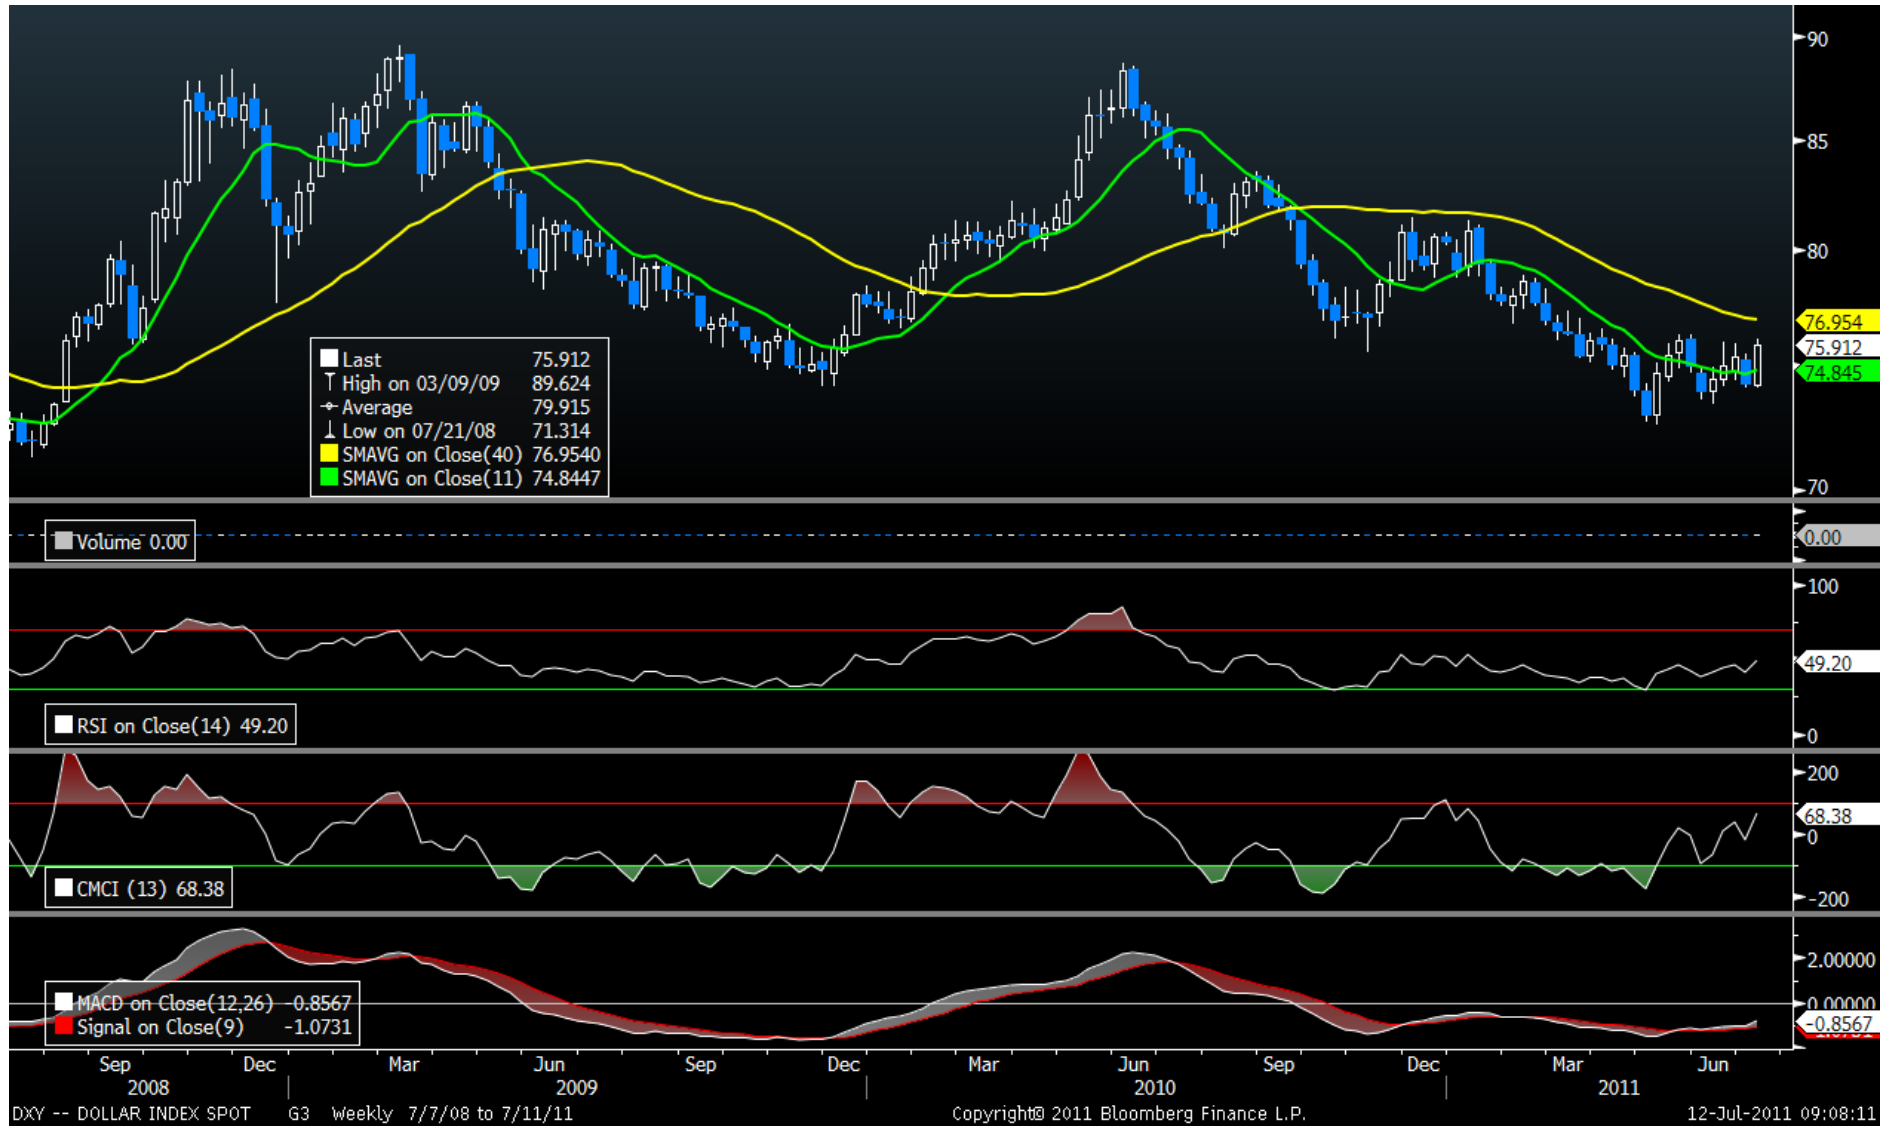 90
85
80
76.954
75.912
74.845
70
Last 75.912
High on 03/09/09 89.624
Average 79.915
Low on 07/21/08 71.314
SMAVG on Close(40) 76.9540
SMAVG on Close(11) 74.8447
Volume 0.00
0.00
100
49.20
0
RSI on Close(14) 49.20
200
68.38
0
-200
CMCI (13) 68.38
2.00000
0.00000
-0.8567
MACD on Close(12,26) -0.8567
Signal on Close(9) -1.0731
Sep Dec Mar Jun Sep Dec Mar Jun Sep Dec Mar Jun
2008 2009 2010 2011
DXY -- DOLLAR INDEX SPOT G3 Weekly 7/7/08 to 7/11/11 Copyright© 2011 Bloomberg Finance L.P. 12-Jul-2011 09:08:11